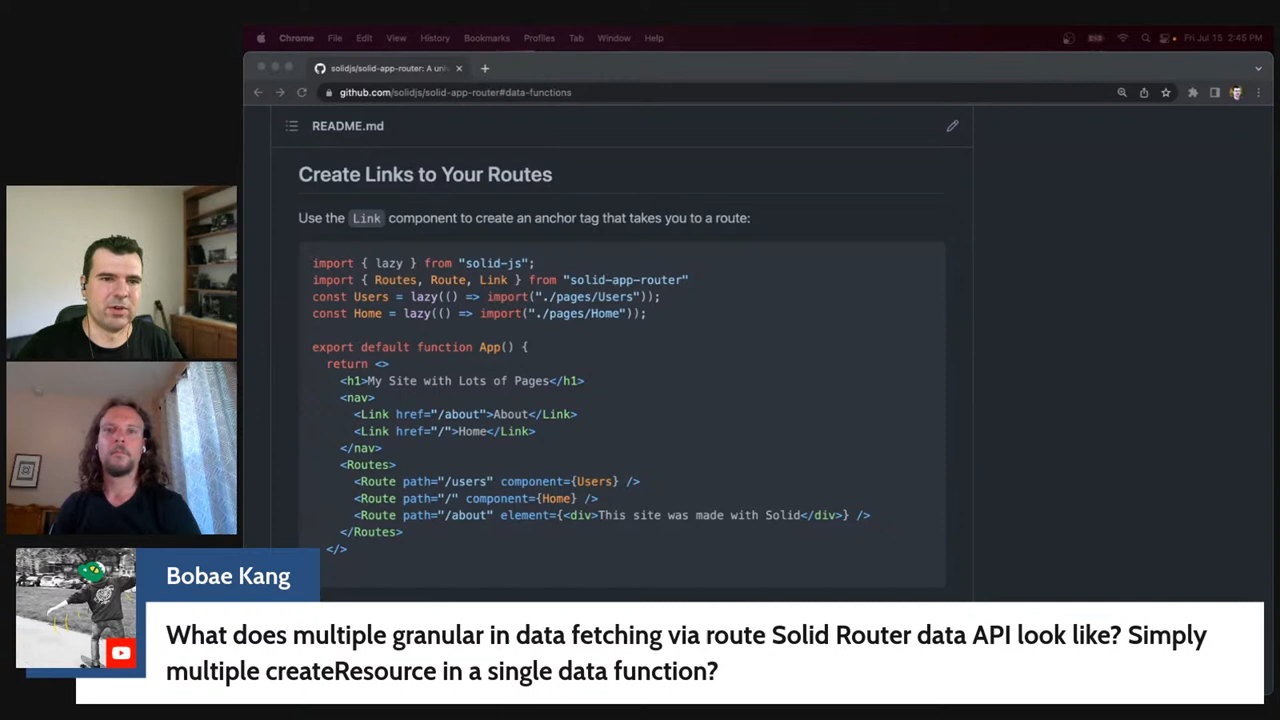 Chrome File Edit View History Bookmarks Profiles Tab Window Help Fri Jul 15 2:45 PM
solidjs/solid-app-router: A uni
github.com/solidjs/solid-app-router#data-functions
README.md
Create Links to Your Routes
Use the Link component to create an anchor tag that takes you to a route:
import { lazy } from "solid-js";
import { Routes, Route, Link } from "solid-app-router"
const Users = lazy(() => import("./pages/Users"));
const Home = lazy(() => import("./pages/Home"));
export default function App() {
return <>
<h1>My Site with Lots of Pages</h1>
<nav>
<Link href="/about">About</Link>
<Link href="/">Home</Link>
</nav>
<Routes>
<Route path="/users" component={Users} />
<Route path="/" component={Home} />
<Route path="/about" element={<div>This site was made with Solid</div>} />
</Routes>
</>
Bobae Kang
What does multiple granular in data fetching via route Solid Router data API look like? Simply
multiple createResource in a single data function?